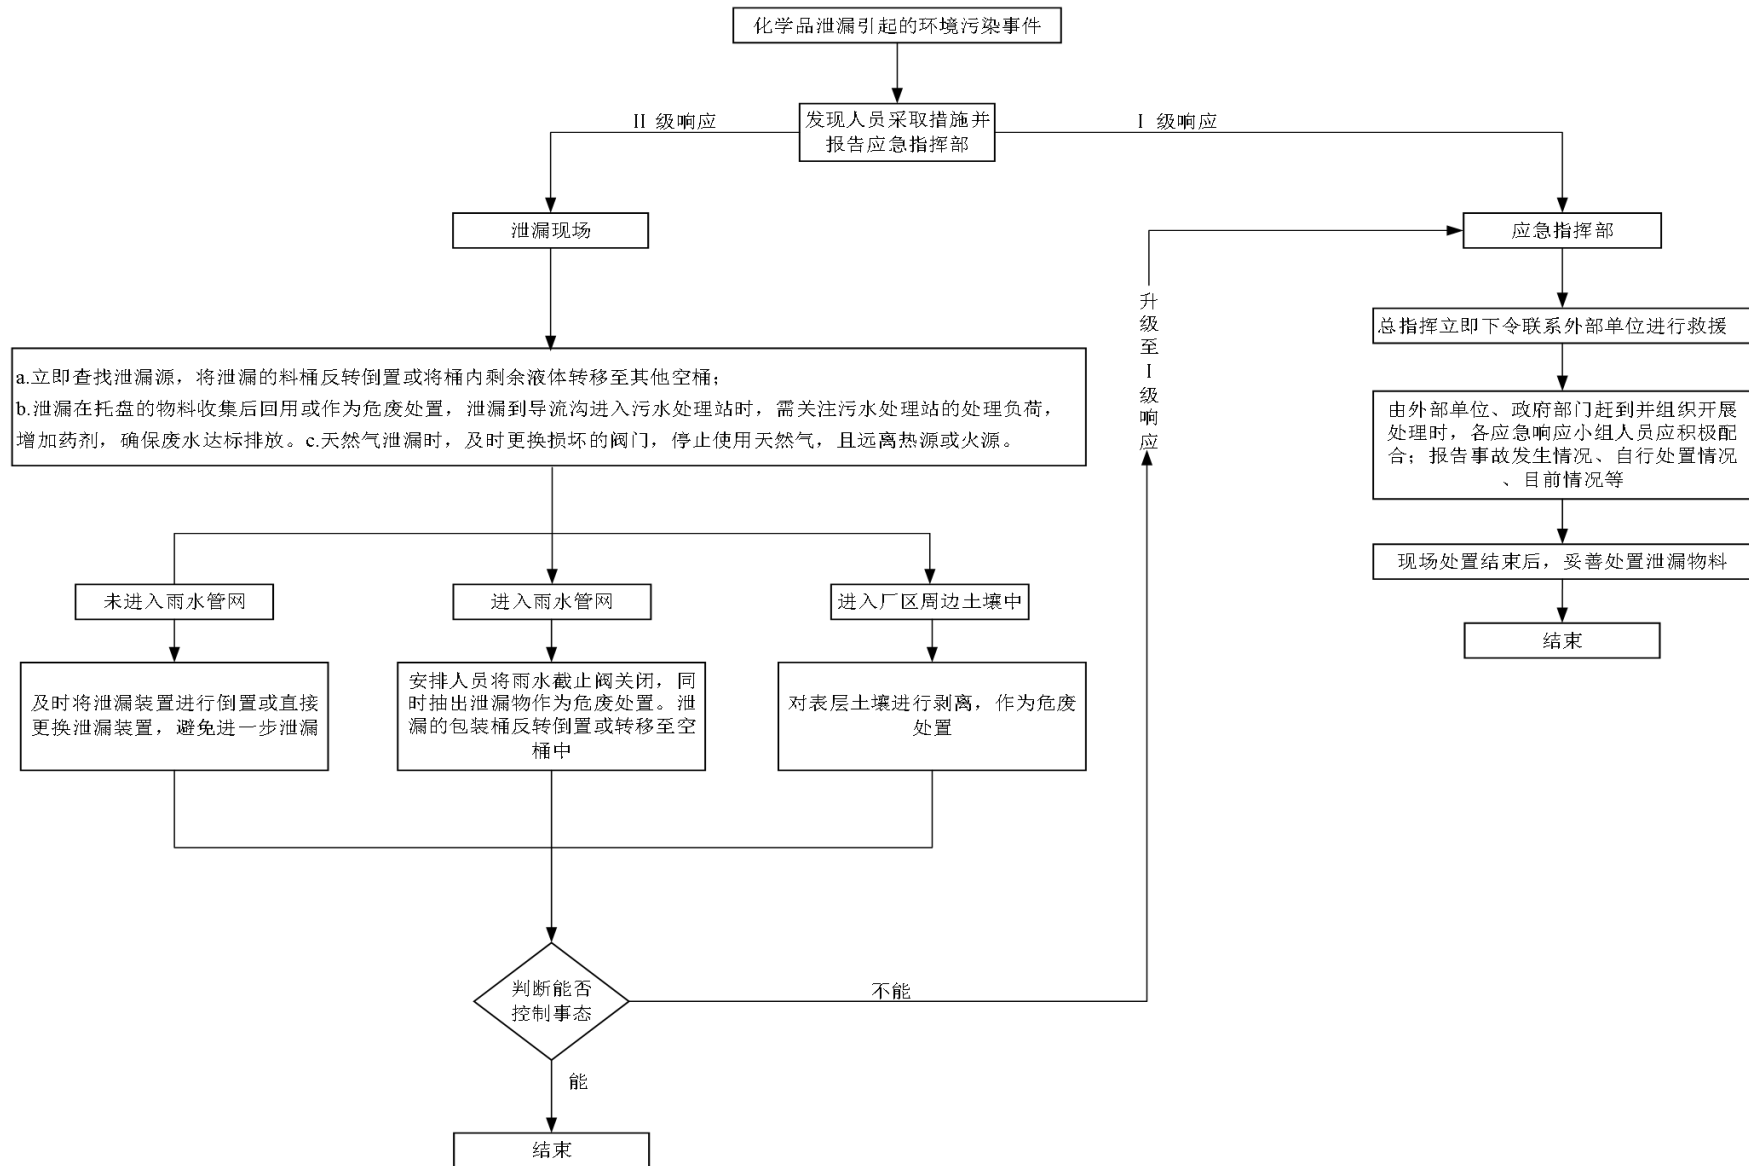 化学品泄漏引起的环境污染事件
发现人员采取措施并
报告应急指挥部
II 级响应
I 级响应
泄漏现场
应急指挥部
a.立即查找泄漏源，将泄漏的料桶反转倒置或将桶内剩余液体转移至其他空桶；
b.泄漏在托盘的物料收集后回用或作为危废处置，泄漏到导流沟进入污水处理站时，需关注污水处理站的处理负荷，
增加药剂，确保废水达标排放。c.天然气泄漏时，及时更换损坏的阀门，停止使用天然气，且远离热源或火源。
升级至I级响应
总指挥立即下令联系外部单位进行救援
由外部单位、政府部门赶到并组织开展
处理时，各应急响应小组人员应积极配
合；报告事故发生情况、自行处置情况
、目前情况等
现场处置结束后，妥善处置泄漏物料
结束
未进入雨水管网
进入雨水管网
进入厂区周边土壤中
及时将泄漏装置进行倒置或直接
更换泄漏装置，避免进一步泄漏
安排人员将雨水截止阀关闭，同
时抽出泄漏物作为危废处置。泄
漏的包装桶反转倒置或转移至空
桶中
对表层土壤进行剥离，作为危废
处置
判断能否
控制事态
不能
能
结束